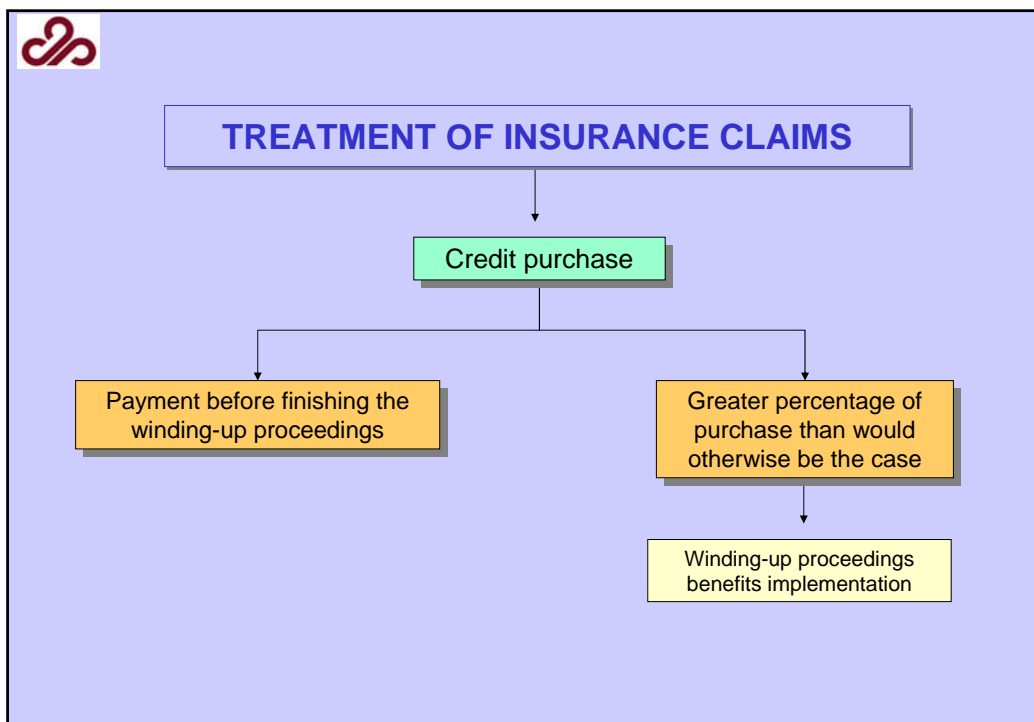 TREATMENT OF INSURANCE CLAIMS
Credit purchase
Payment before finishing the
winding-up proceedings
Greater percentage of
purchase than would
otherwise be the case
Winding-up proceedings
benefits implementation